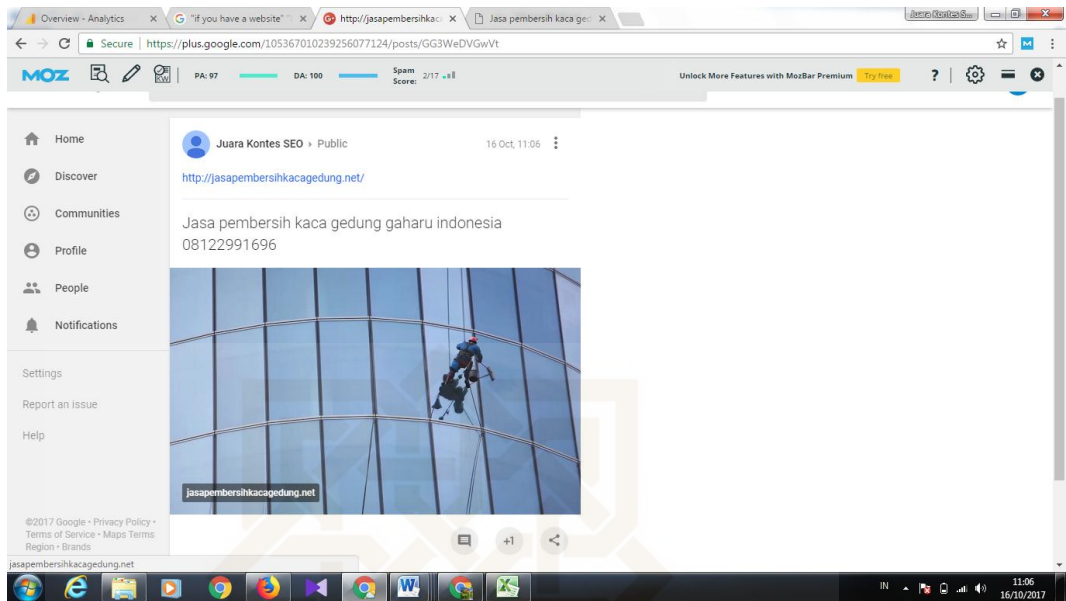 Overview - Analytics
"if you have a website"
http://jasapembersihkac
Jasa pembersih kaca ged
Secure
https://plus.google.com/105367010239256077124/posts/GG3WeDVGwVt
MOZ
PA: 97
DA: 100
Spam Score: 2/17
Unlock More Features with MozBar Premium
Try free
?
Home
Discover
Communities
Profile
People
Notifications
Settings
Report an issue
Help
©2017 Google • Privacy Policy •
Terms of Service • Maps Terms
Region • Brands
Juara Kontes SEO
Public
16 Oct, 11:06
http://jasapembersihkacagedung.net/
Jasa pembersih kaca gedung gaharu indonesia
08122991696
jasapembersihkacagedung.net
+1
jasapembersihkacagedung.net
IN
11:06
16/10/2017